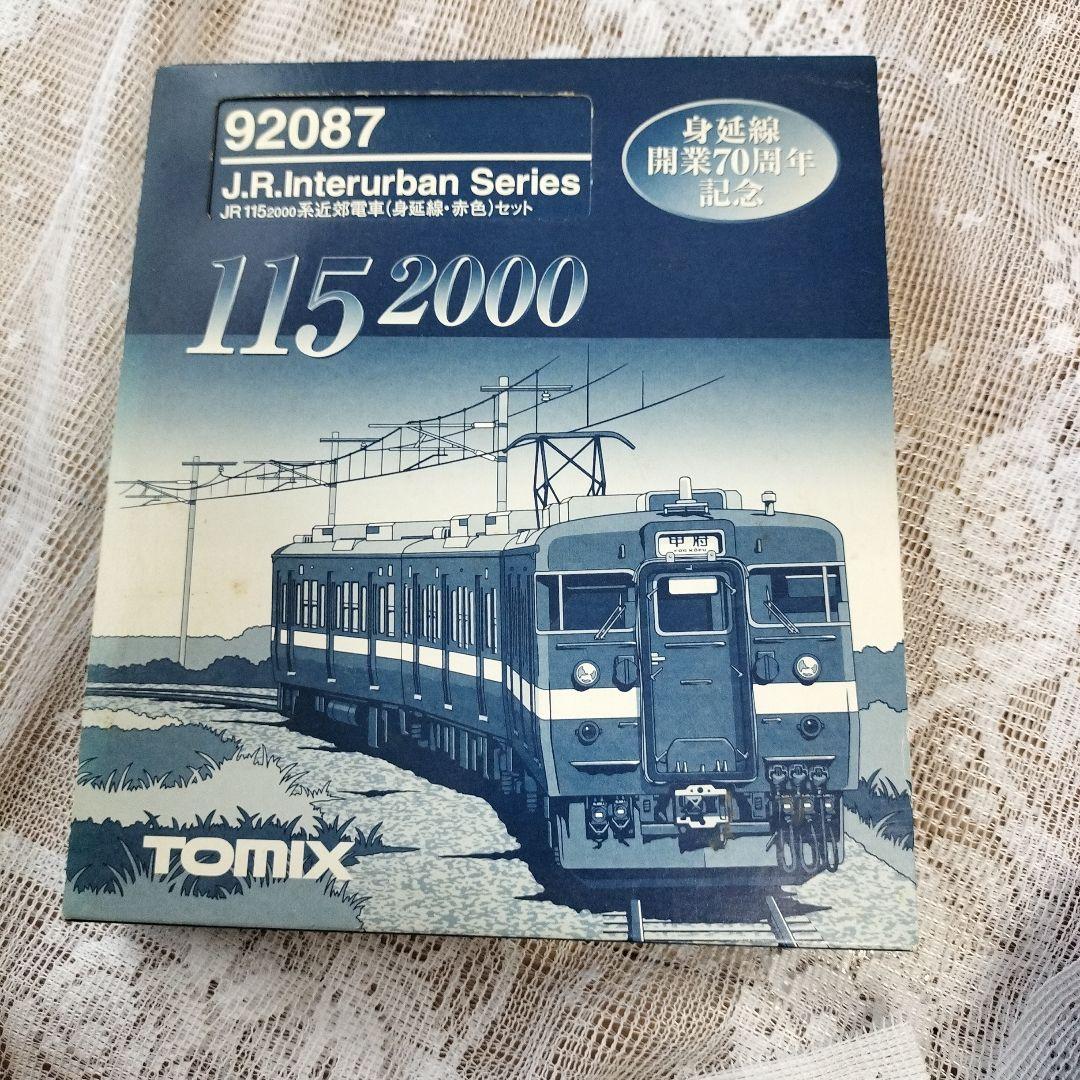 92087
J.R.Interurban Series
JR 115 2000系近郊電車(身延線・赤色)セット
身延線
開業70周年
記念
115 2000
甲府
FOR KOFU
TOMIX